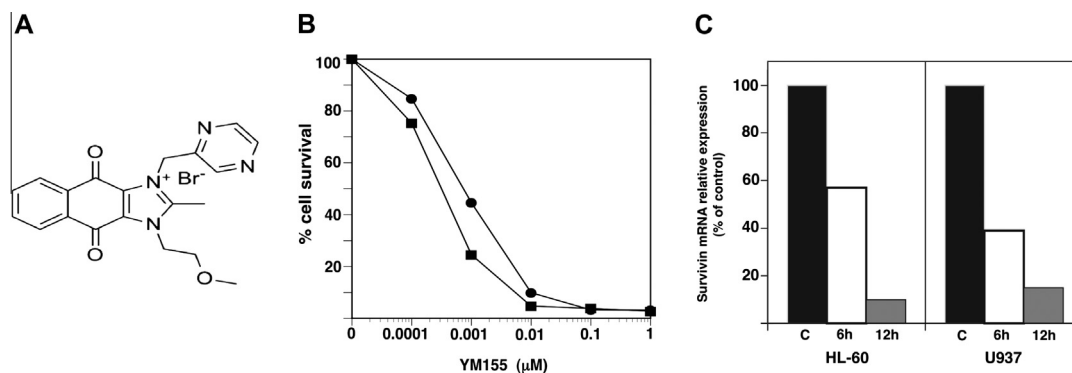 A
O
O
N
N
N+
Br-
N
O
B
100
80
60
40
20
% cell survival
0 0.0001 0.001 0.01 0.1 1
YM155 (μM)
C
100
80
60
40
20
Survivin mRNA relative expression
(% of control)
C 6h 12h C 6h 12h
HL-60 U937